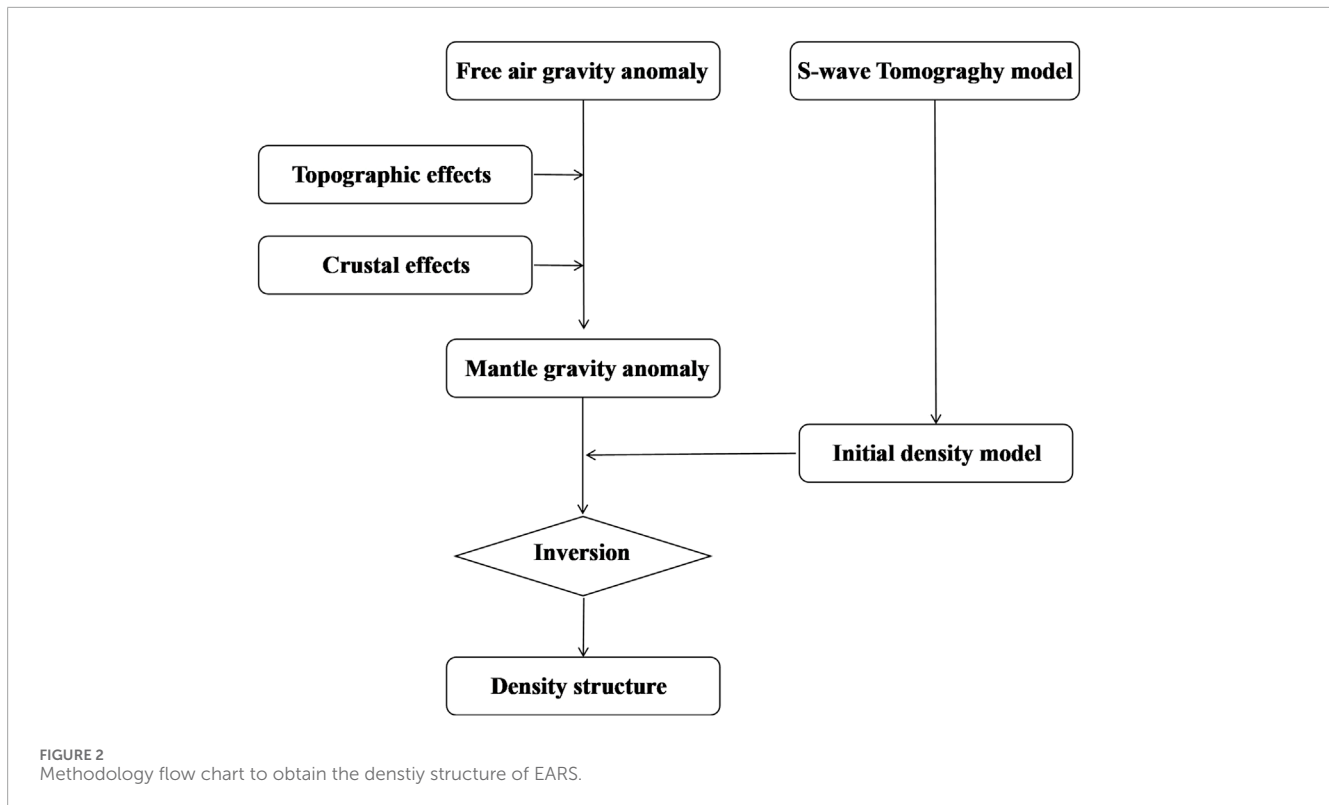 Free air gravity anomaly
S-wave Tomograghy model
Topographic effects
Crustal effects
Mantle gravity anomaly
Initial density model
Inversion
Density structure
FIGURE 2
Methodology flow chart to obtain the denstiy structure of EARS.